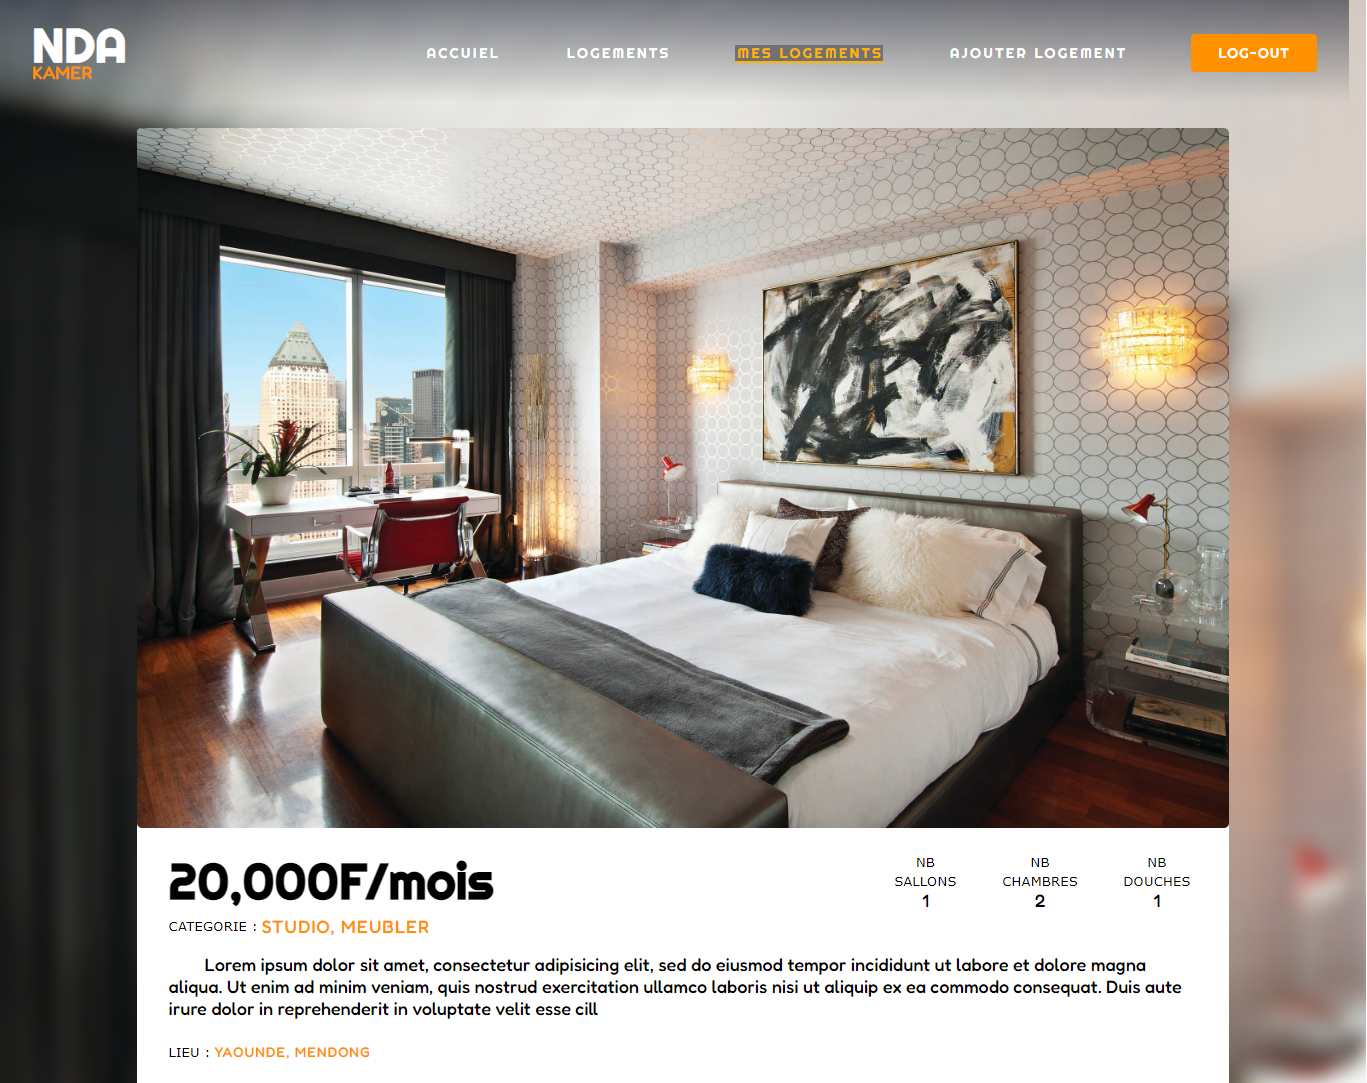 NDA
KAMER
ACCUIEL
LOGEMENTS
MES LOGEMENTS
AJOUTER LOGEMENT
LOG-OUT
20,000F/mois
NB
SALLONS
1
NB
CHAMBRES
2
NB
DOUCHES
1
CATEGORIE : STUDIO, MEUBLER
Lorem ipsum dolor sit amet, consectetur adipisicing elit, sed do eiusmod tempor incididunt ut labore et dolore magna
aliqua. Ut enim ad minim veniam, quis nostrud exercitation ullamco laboris nisi ut aliquip ex ea commodo consequat. Duis aute
irure dolor in reprehenderit in voluptate velit esse cill
LIEU : YAOUNDE, MENDONG